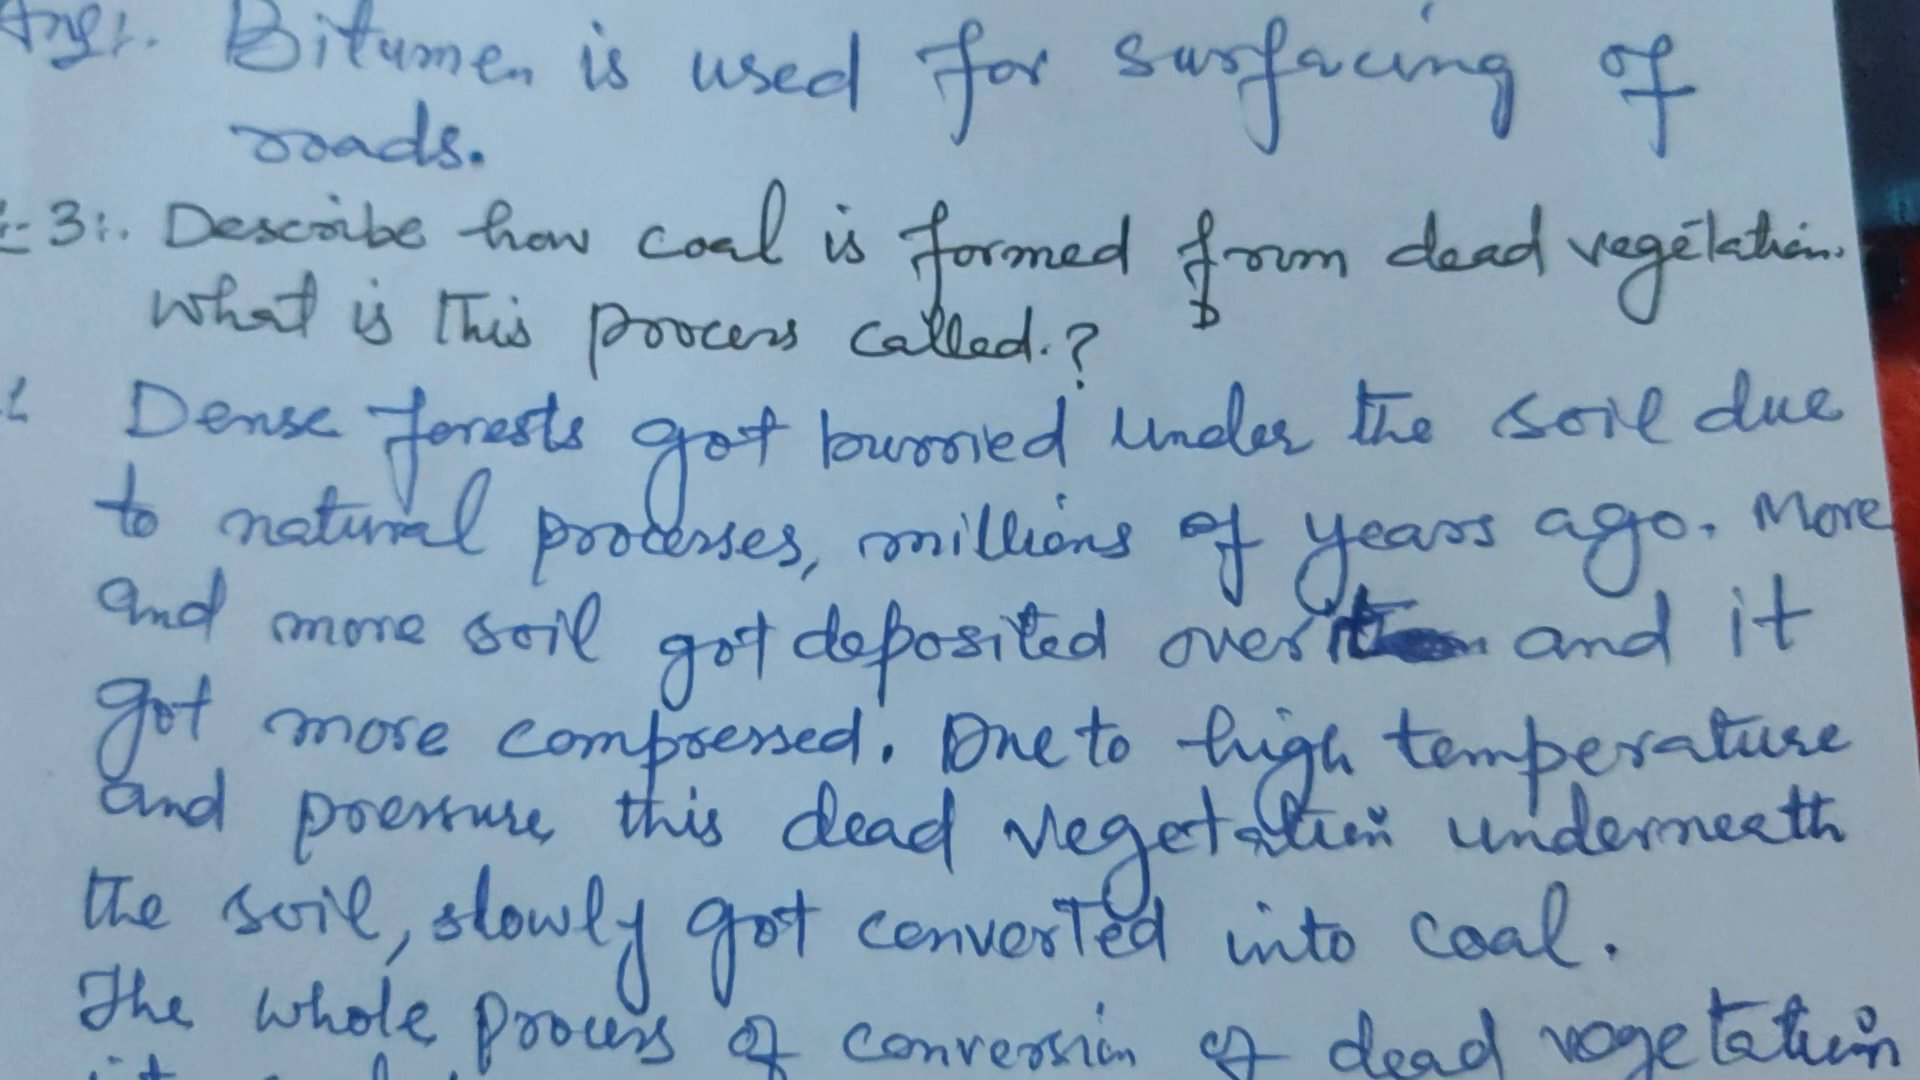 Ans:. Bitumen is used for surfacing of
roads.
3:. Describe how coal is formed from dead vegetation.
What is this process called.?
Dense forests got burried under the soil due
to natural processes, millions of years ago. More
and more soil got deposited over it and it
got more compressed. Due to high temperature
and pressure, this dead vegetation underneath
the soil, slowly got converted into coal.
The whole process of conversion of dead vegetation